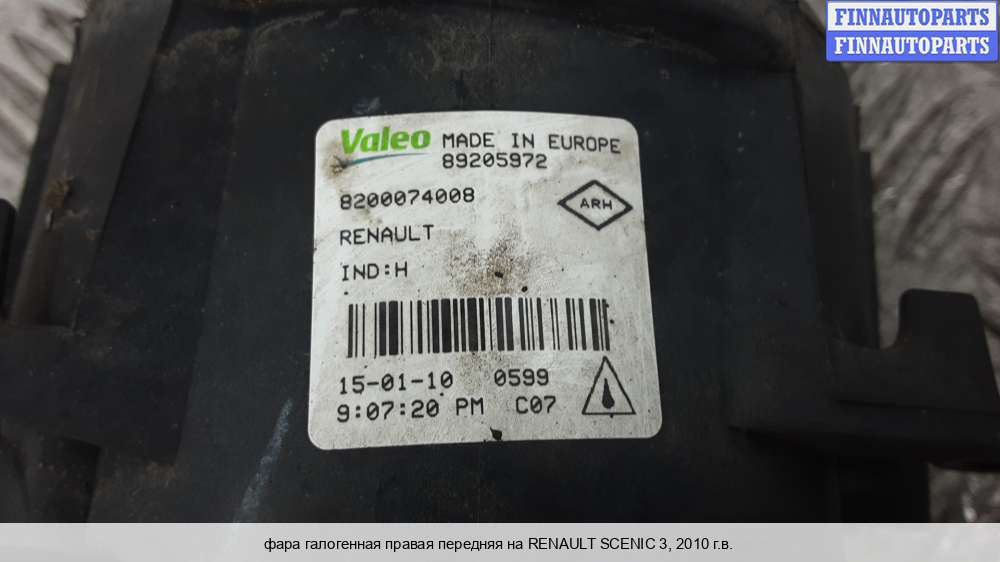 FINNAUTOPARTS
FINNAUTOPARTS
Valeo MADE IN EUROPE
89205972
8200074008
ARH
RENAULT
IND:H
15-01-10 0599
9:07:20 PM C07
фара галогенная правая передняя на RENAULT SCENIC 3, 2010 г.в.